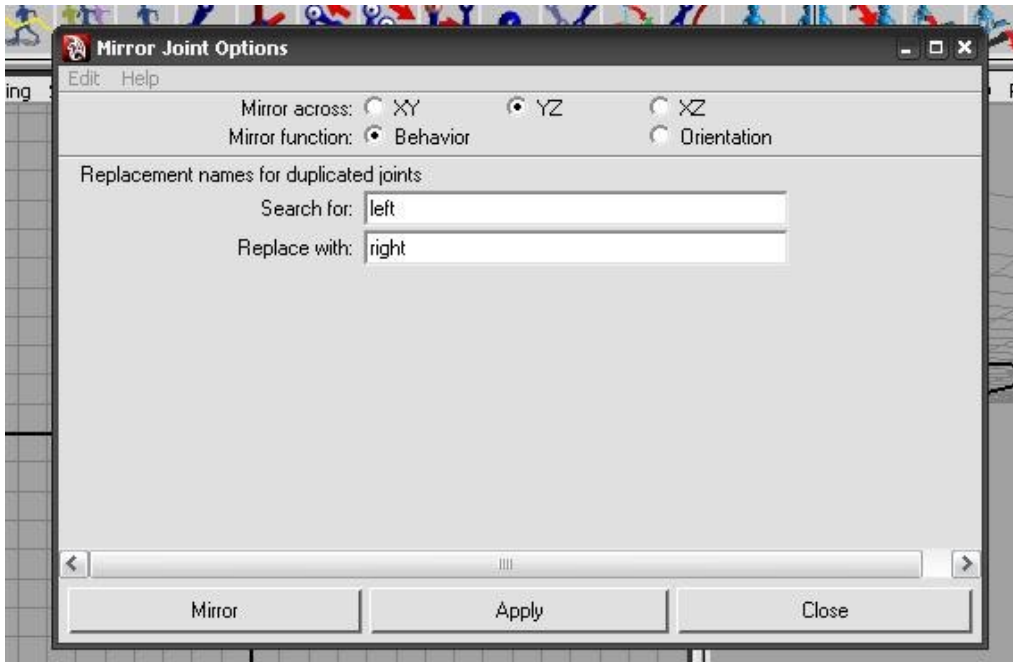 Mirror Joint Options
Edit Help
ing
Mirror across: XY YZ XZ
Mirror function: Behavior Orientation
Replacement names for duplicated joints
Search for: left
Replace with: right
Mirror Apply Close